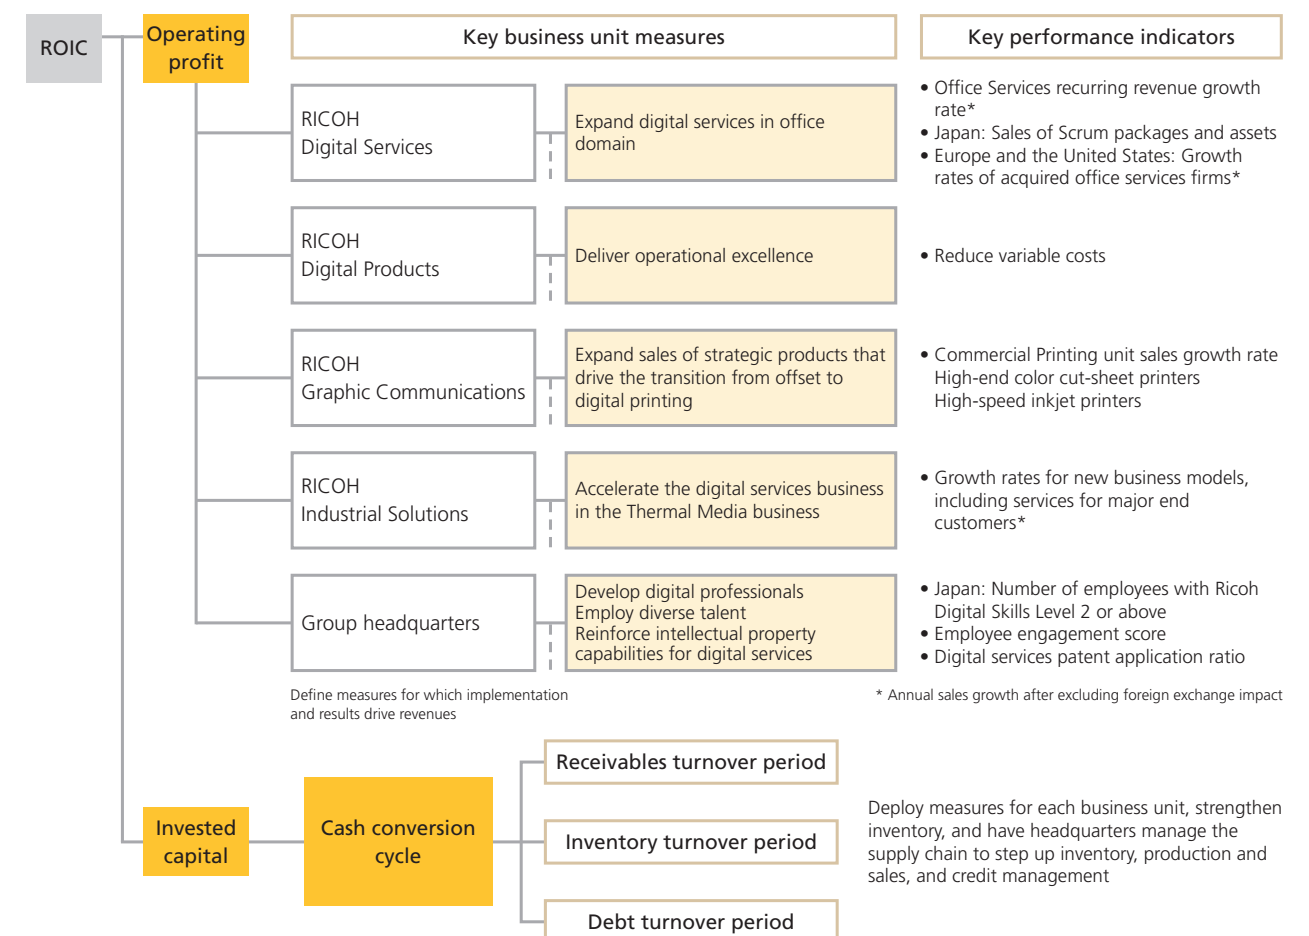 ROIC
Operating
profit
Key business unit measures
Key performance indicators
RICOH
Digital Services
Expand digital services in office
domain
• Office Services recurring revenue growth
rate*
• Japan: Sales of Scrum packages and assets
• Europe and the United States: Growth
rates of acquired office services firms*
RICOH
Digital Products
Deliver operational excellence
• Reduce variable costs
RICOH
Graphic Communications
Expand sales of strategic products that
drive the transition from offset to
digital printing
• Commercial Printing unit sales growth rate
High-end color cut-sheet printers
High-speed inkjet printers
RICOH
Industrial Solutions
Accelerate the digital services business
in the Thermal Media business
• Growth rates for new business models,
including services for major end
customers*
Group headquarters
Develop digital professionals
Employ diverse talent
Reinforce intellectual property
capabilities for digital services
• Japan: Number of employees with Ricoh
Digital Skills Level 2 or above
• Employee engagement score
• Digital services patent application ratio
Define measures for which implementation
and results drive revenues
* Annual sales growth after excluding foreign exchange impact
Invested
capital
Cash conversion
cycle
Receivables turnover period
Inventory turnover period
Debt turnover period
Deploy measures for each business unit, strengthen
inventory, and have headquarters manage the
supply chain to step up inventory, production and
sales, and credit management